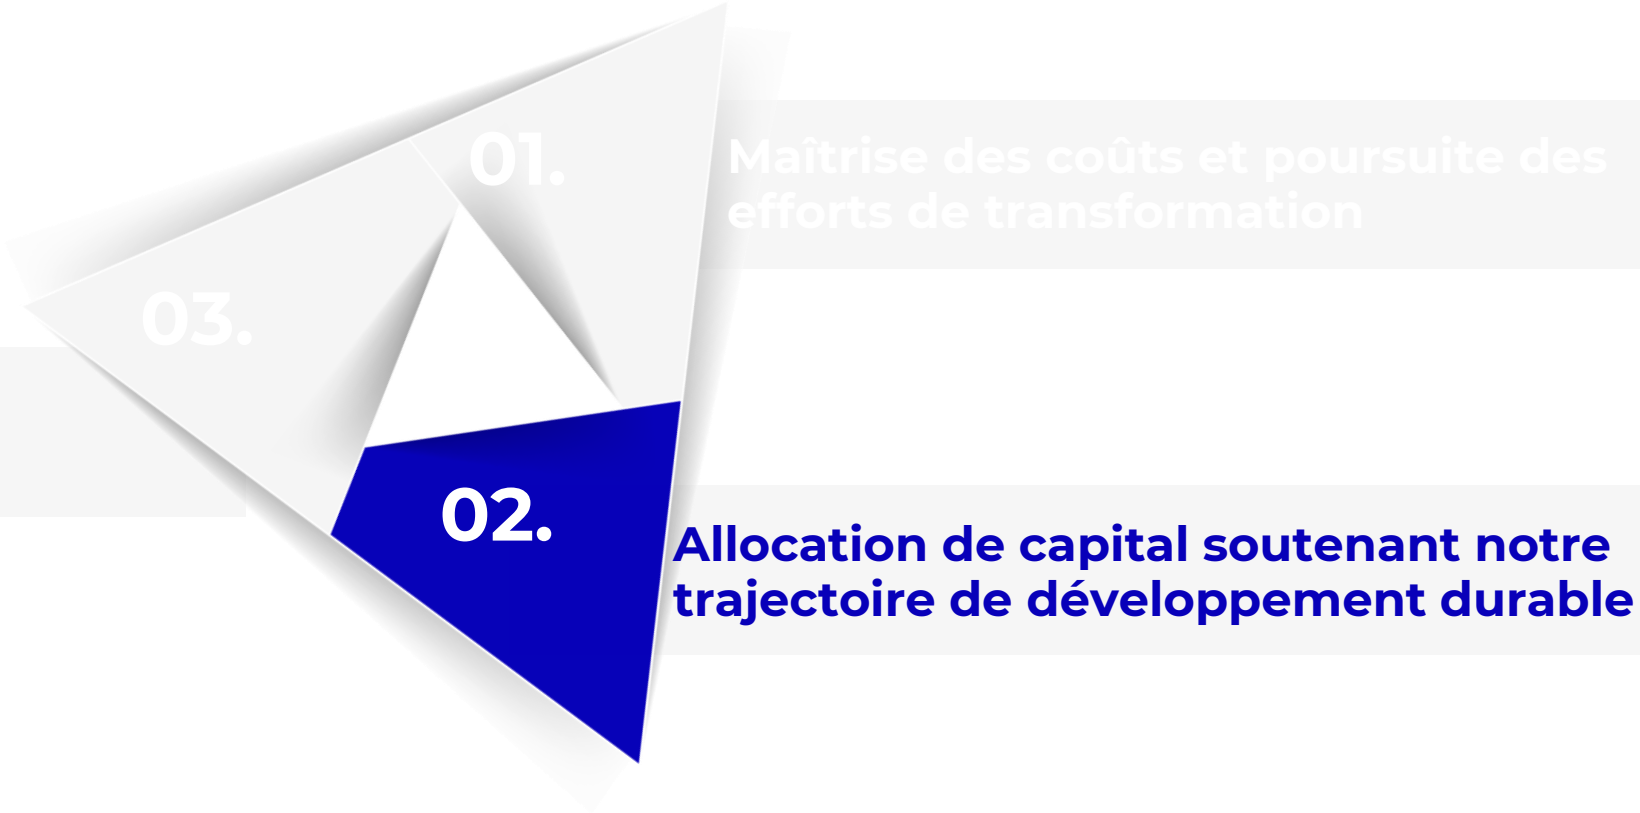 01.
Maîtrise des coûts et poursuite des
efforts de transformation
03.
02.
Allocation de capital soutenant notre
trajectoire de développement durable